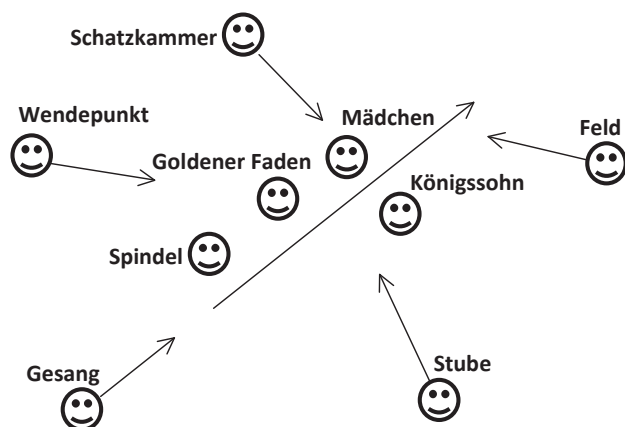 Schatzkammer
Wendepunkt
Mädchen
Feld
Goldener Faden
Königssohn
Spindel
Gesang
Stube